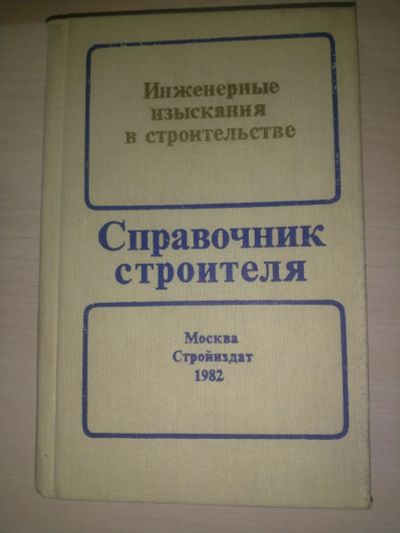 Инженерные
изыскания
в строительстве
Справочник
строителя
Москва
Стройиздат
1982